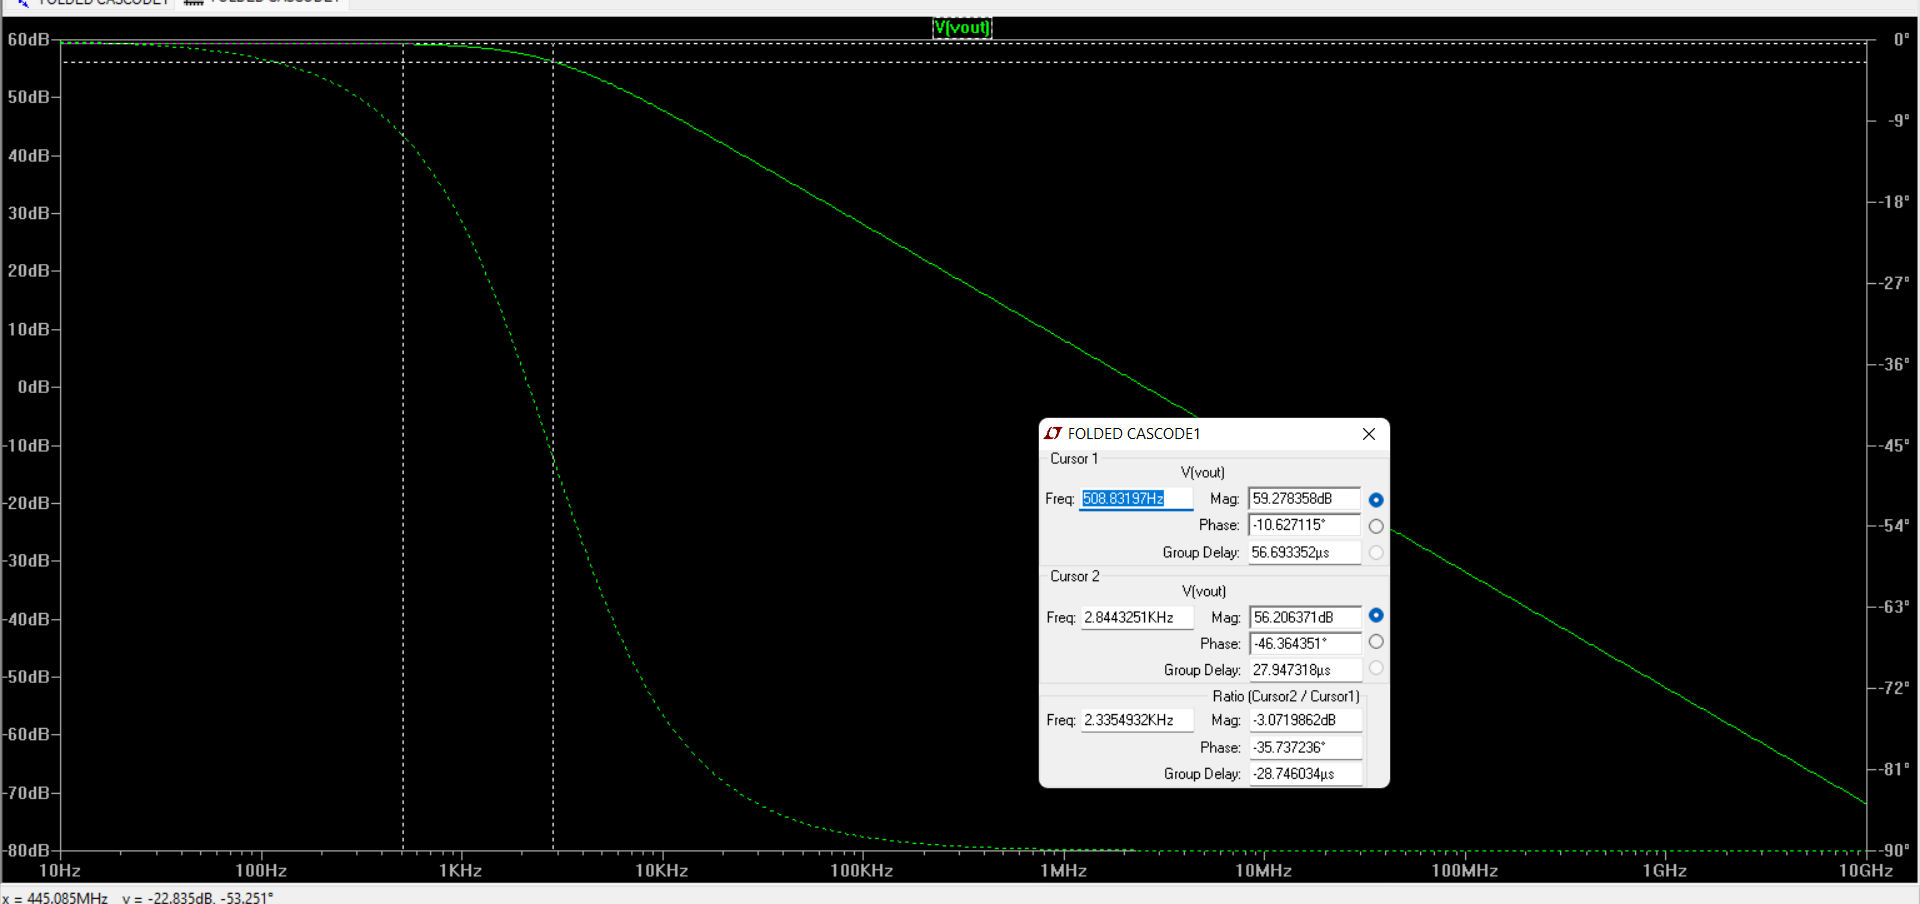 FOLDED CASCODE1 FOLDED CASCODE1
V(vout)
60dB
50dB
40dB
30dB
20dB
10dB
0dB
-10dB
-20dB
-30dB
-40dB
-50dB
-60dB
-70dB
-80dB
0°
-9°
-18°
-27°
-36°
-45°
-54°
-63°
-72°
-81°
-90°
10Hz 100Hz 1KHz 10KHz 100KHz 1MHz 10MHz 100MHz 1GHz 10GHz
FOLDED CASCODE1
Cursor 1
V(vout)
Freq: 508.83197Hz Mag: 59.278358dB
Phase: -10.627115°
Group Delay: 56.693352µs
Cursor 2
V(vout)
Freq: 2.8443251KHz Mag: 56.206371dB
Phase: -46.364351°
Group Delay: 27.947318µs
Ratio (Cursor2 / Cursor1)
Freq: 2.3354932KHz Mag: -3.0719862dB
Phase: -35.737236°
Group Delay: -28.746034µs
x = 445.085MHz y = -22.835dB, -53.251°